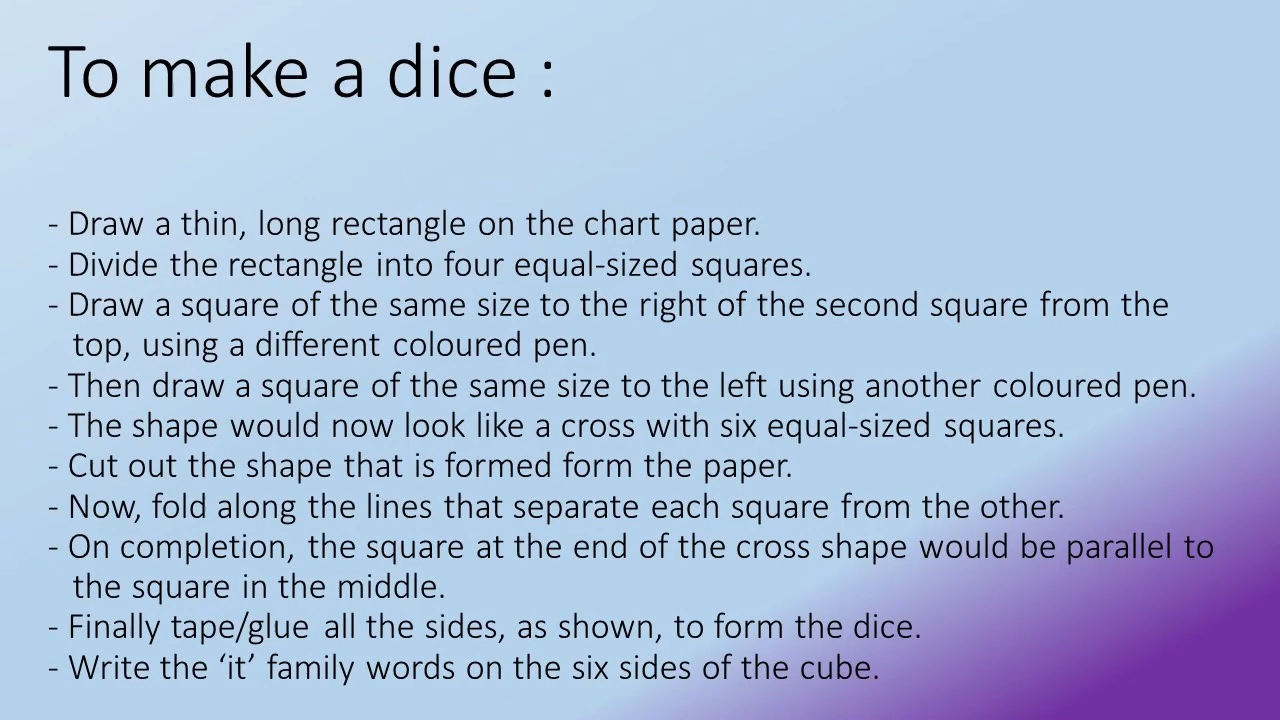 To make a dice :
- Draw a thin, long rectangle on the chart paper.
- Divide the rectangle into four equal-sized squares.
- Draw a square of the same size to the right of the second square from the
top, using a different coloured pen.
- Then draw a square of the same size to the left using another coloured pen.
- The shape would now look like a cross with six equal-sized squares.
- Cut out the shape that is formed form the paper.
- Now, fold along the lines that separate each square from the other.
- On completion, the square at the end of the cross shape would be parallel to
the square in the middle.
- Finally tape/glue all the sides, as shown, to form the dice.
- Write the ‘it’ family words on the six sides of the cube.